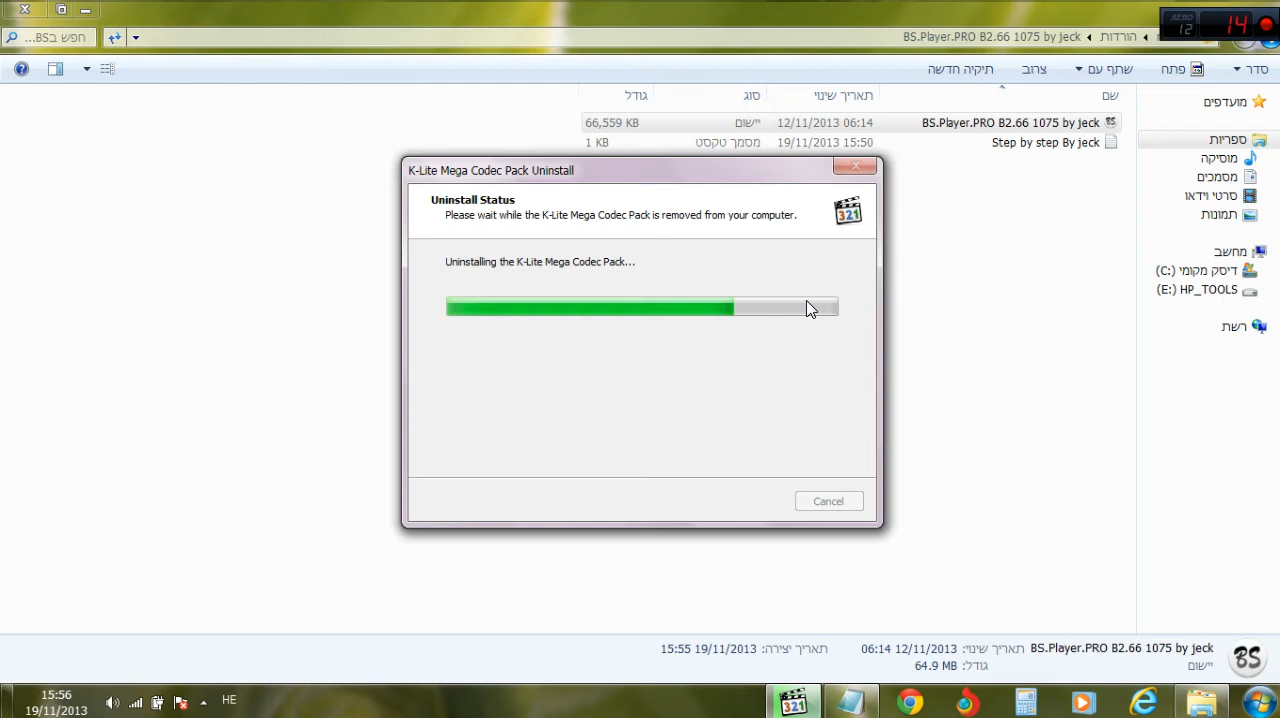 AERO
12
14
חפש בBS...
הורדות
BS.Player.PRO B2.66 1075 by jeck
סדר
פתח
שתף עם
צרוב
תיקיה חדשה
שם
תאריך שינוי
סוג
גודל
BS.Player.PRO B2.66 1075 by jeck
12/11/2013 06:14
יישום
66,559 KB
Step by step By jeck
19/11/2013 15:50
מסמך טקסט
1 KB
מועדפים
ספריות
מוסיקה
מסמכים
סרטי וידאו
תמונות
מחשב
דיסק מקומי (C:)
HP_TOOLS (E:)
רשת
K-Lite Mega Codec Pack Uninstall
Uninstall Status
Please wait while the K-Lite Mega Codec Pack is removed from your computer.
321
Uninstalling the K-Lite Mega Codec Pack...
Cancel
BS.Player.PRO B2.66 1075 by jeck
תאריך שינוי: 12/11/2013 06:14
תאריך יצירה: 19/11/2013 15:55
יישום
גודל: 64.9 MB
BS
15:56
19/11/2013
HE
321